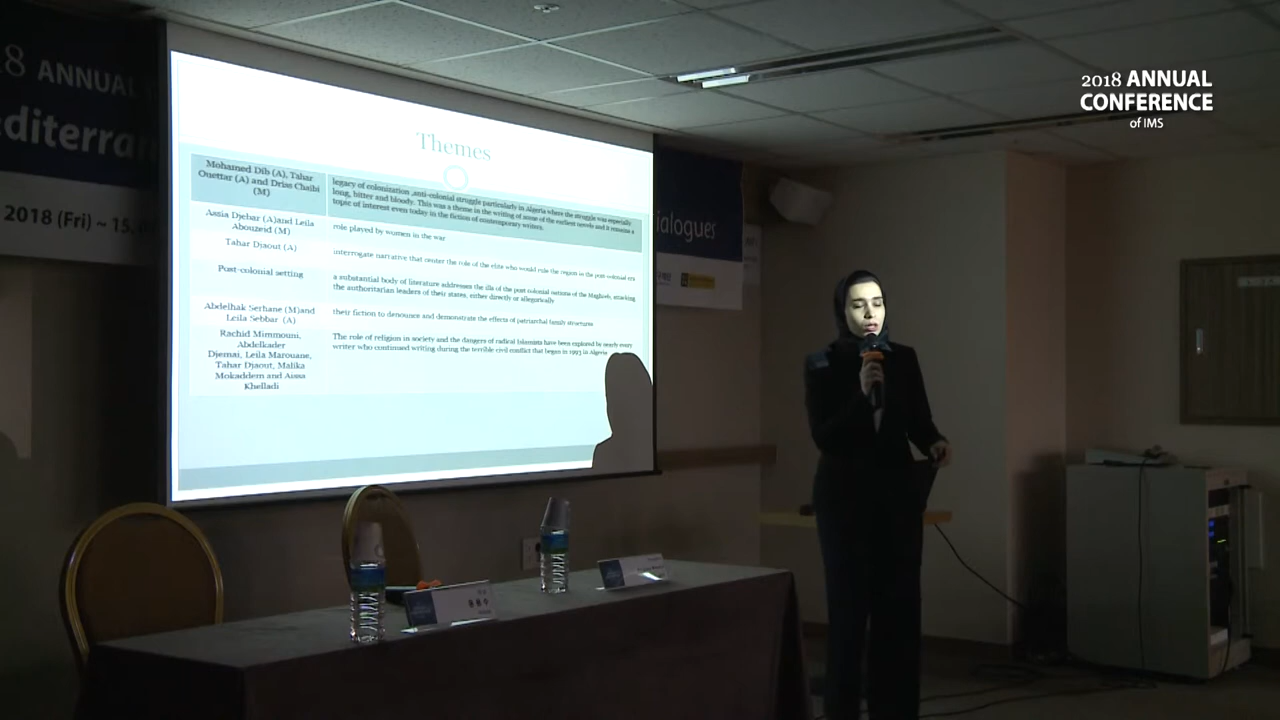 2018 ANNUAL
CONFERENCE
of IMS
8 ANNUAL
editerran
2018 (Fri) ~ 15.
ialogues
Themes
Mohamed Dib (A), Tahar
Ouettar (A) and Driss Chaibi
(M)
legacy of colonization ,anti-colonial struggle particularly in Algeria where the struggle was especially
long, bitter and bloody. This was a theme in the writing of some of the earliest novels and it remains a
topic of interest even today in the fiction of contemporary writers.
Assia Djebar (A)and Leila
Abouzeid (M)
role played by women in the war
Tahar Djaout (A)
interrogate narrative that center the role of the elite who would rule the region in the post colonial era
Post-colonial setting
a substantial body of literature addresses the ills of the post colonial nations of the Maghreb, attacking
the authoritarian leaders of their states, either directly or allegorically
Abdelhak Serhane (M)and
Leila Sebbar (A)
their fiction to denounce and demonstrate the effects of patriarchal family structures
Rachid Mimmouni,
Abdelkader
Djemai, Leila Marouane,
Tahar Djaout, Malika
Mokaddem and Aissa
Khelladi
The role of religion in society and the dangers of radical Islamists have been explored by nearly every
writer who continued writing during the terrible civil conflict that began in 1993 in Algeria